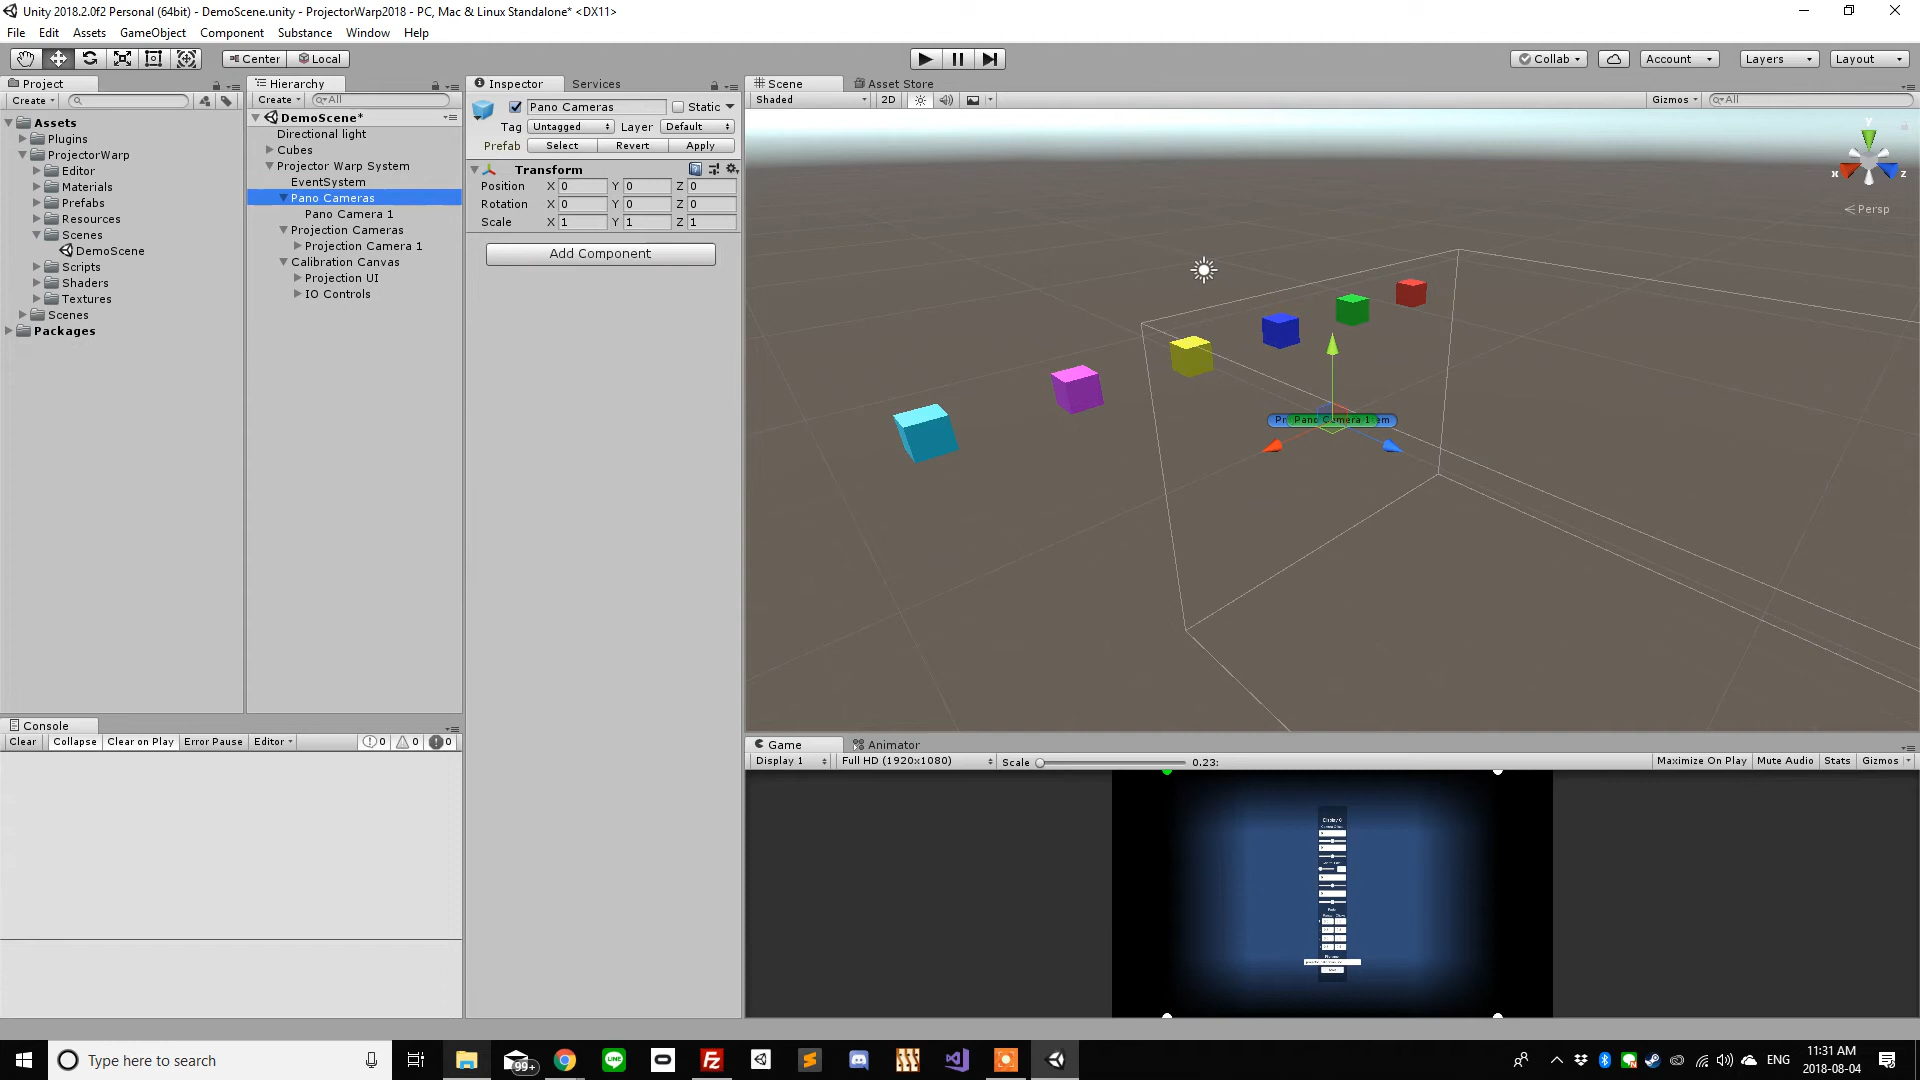 Unity 2018.2.0f2 Personal (64bit) - DemoScene.unity - ProjectorWarp2018 - PC, Mac & Linux Standalone* <DX11>
File Edit Assets GameObject Component Substance Window Help
Center Local Collab Account Layers Layout
Project
Create
Assets
Plugins
ProjectorWarp
Editor
Materials
Prefabs
Resources
Scenes
DemoScene
Scripts
Shaders
Textures
Scenes
Packages
Hierarchy
Create All
DemoScene*
Directional light
Cubes
Projector Warp System
EventSystem
Pano Cameras
Pano Camera 1
Projection Cameras
Projection Camera 1
Calibration Canvas
Projection UI
IO Controls
Inspector Services
Pano Cameras Static
Tag Untagged Layer Default
Prefab Select Revert Apply
Transform
Position X 0 Y 0 Z 0
Rotation X 0 Y 0 Z 0
Scale X 1 Y 1 Z 1
Add Component
Scene Asset Store
Shaded 2D Gizmos All
Y
X Z
Persp
Pr Pano Camera 1 em
Console
Clear Collapse Clear on Play Error Pause Editor 0 0 0
Game Animator
Display 1 Full HD (1920x1080) Scale 0.23: Maximize On Play Mute Audio Stats Gizmos
Display 0
Type here to search
99+
ENG
11:31 AM
2018-08-04